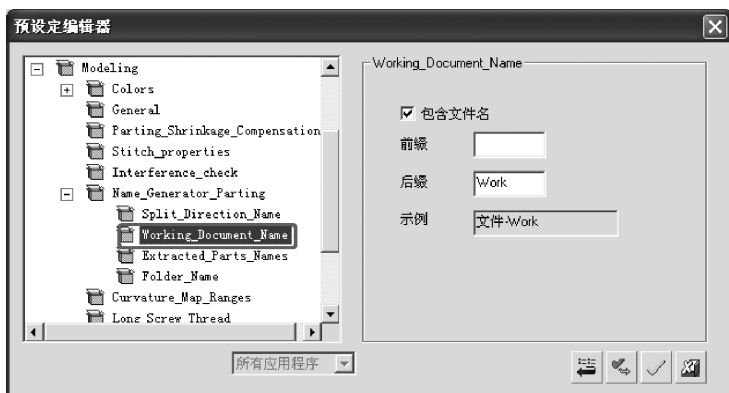 预设定编辑器
Modeling
Colors
General
Parting_Shrinkage_Compensation
Stitch_properties
Interference_check
Name_Generator_Parting
Split_Direction_Name
Working_Document_Name
Extracted_Parts_Names
Folder_Name
Curvature_Map_Ranges
Long Screw Thread
Working_Document_Name
包含文件名
前缀
后缀 Work
示例 文件-Work
所有应用程序